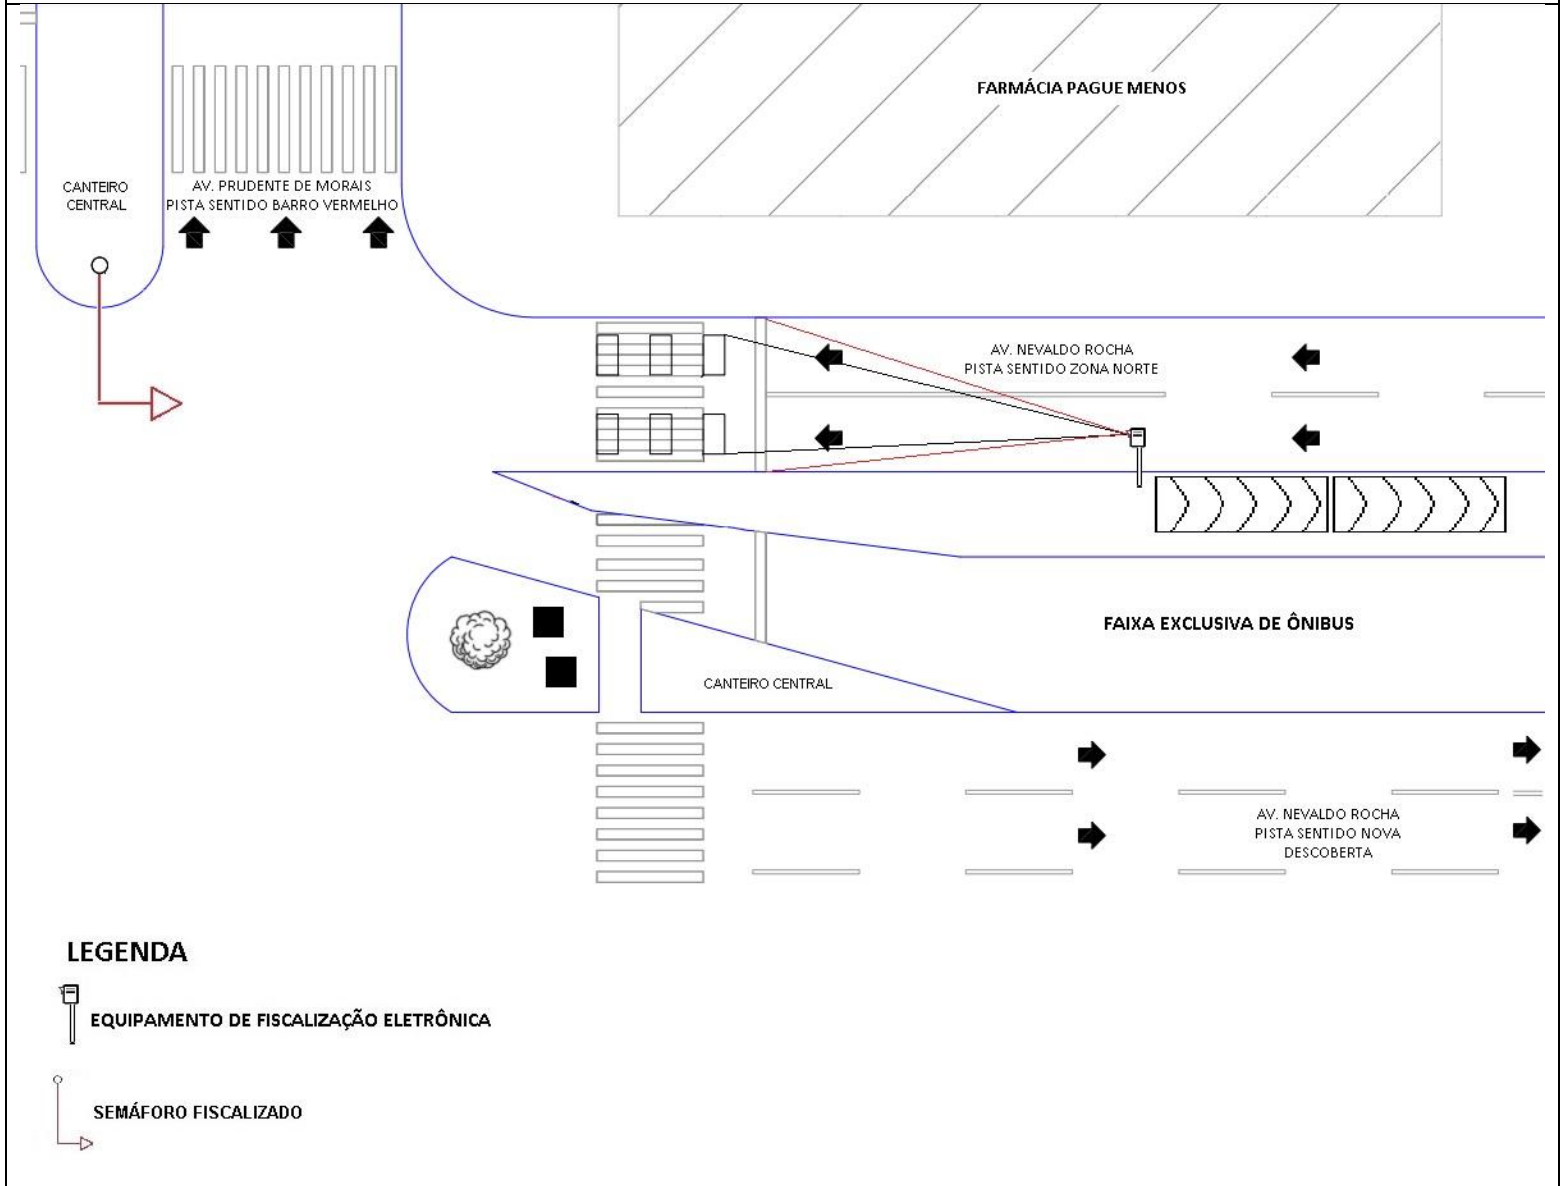 FARMÁCIA PAGUE MENOS
CANTEIRO
CENTRAL
AV. PRUDENTE DE MORAIS
PISTA SENTIDO BARRO VERMELHO
AV. NEVALDO ROCHA
PISTA SENTIDO ZONA NORTE
FAIXA EXCLUSIVA DE ÔNIBUS
CANTEIRO CENTRAL
AV. NEVALDO ROCHA
PISTA SENTIDO NOVA
DESCOBERTA
LEGENDA
EQUIPAMENTO DE FISCALIZAÇÃO ELETRÔNICA
SEMÁFORO FISCALIZADO